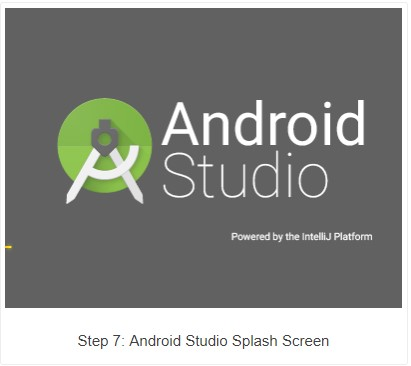 Android
Studio
Powered by the IntelliJ Platform
Step 7: Android Studio Splash Screen